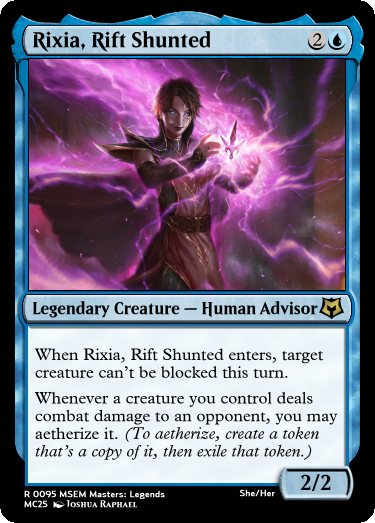 Rixia, Rift Shunted 2
Legendary Creature — Human Advisor
When Rixia, Rift Shunted enters, target
creature can't be blocked this turn.
Whenever a creature you control deals
combat damage to an opponent, you may
aetherize it. (To aetherize, create a token
that's a copy of it, then exile that token.)
2/2
R 0095 MSEM Masters: Legends She/Her
MC25 Joshua Raphael